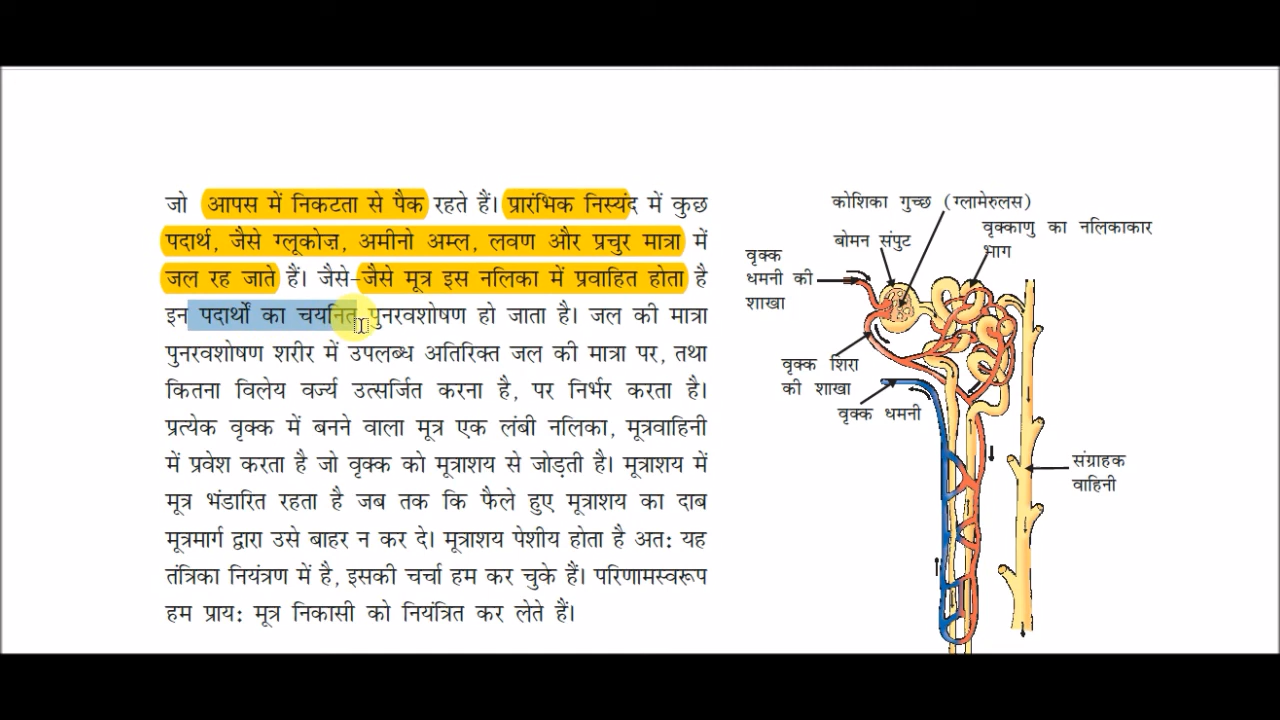 जो आपस में निकटता से पैक रहते हैं। प्रारंभिक निस्यंद में कुछ
पदार्थ, जैसे ग्लूकोज़, अमीनो अम्ल, लवण और प्रचुर मात्रा में
जल रह जाते हैं। जैसे-जैसे मूत्र इस नलिका में प्रवाहित होता है
इन पदार्थों का चयनित पुनरवशोषण हो जाता है। जल की मात्रा
पुनरवशोषण शरीर में उपलब्ध अतिरिक्त जल की मात्रा पर, तथा
कितना विलेय वर्ज्य उत्सर्जित करना है, पर निर्भर करता है।
प्रत्येक वृक्क में बनने वाला मूत्र एक लंबी नलिका, मूत्रवाहिनी
में प्रवेश करता है जो वृक्क को मूत्राशय से जोड़ती है। मूत्राशय में
मूत्र भंडारित रहता है जब तक कि फैले हुए मूत्राशय का दाब
मूत्रमार्ग द्वारा उसे बाहर न कर दे। मूत्राशय पेशीय होता है अत: यह
तंत्रिका नियंत्रण में है, इसकी चर्चा हम कर चुके हैं। परिणामस्वरूप
हम प्राय: मूत्र निकासी को नियंत्रित कर लेते हैं।
कोशिका गुच्छ (ग्लामेरुलस)
बोमन संपुट
वृक्काणु का नलिकाकार
भाग
वृक्क
धमनी की
शाखा
वृक्क शिरा
की शाखा
वृक्क धमनी
संग्राहक
वाहिनी